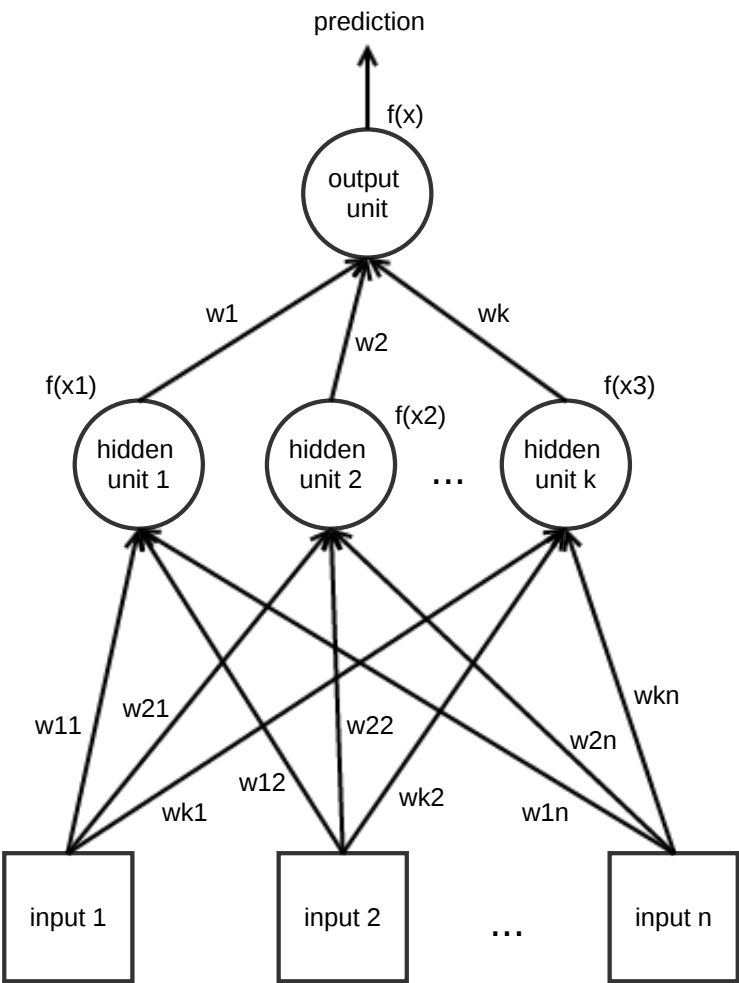 prediction
f(x)
output
unit
w1
w2
wk
f(x1)
f(x2)
f(x3)
hidden
unit 1
hidden
unit 2
...
hidden
unit k
w11
w21
wk1
w12
w22
wk2
w1n
w2n
wkn
input 1
input 2
...
input n